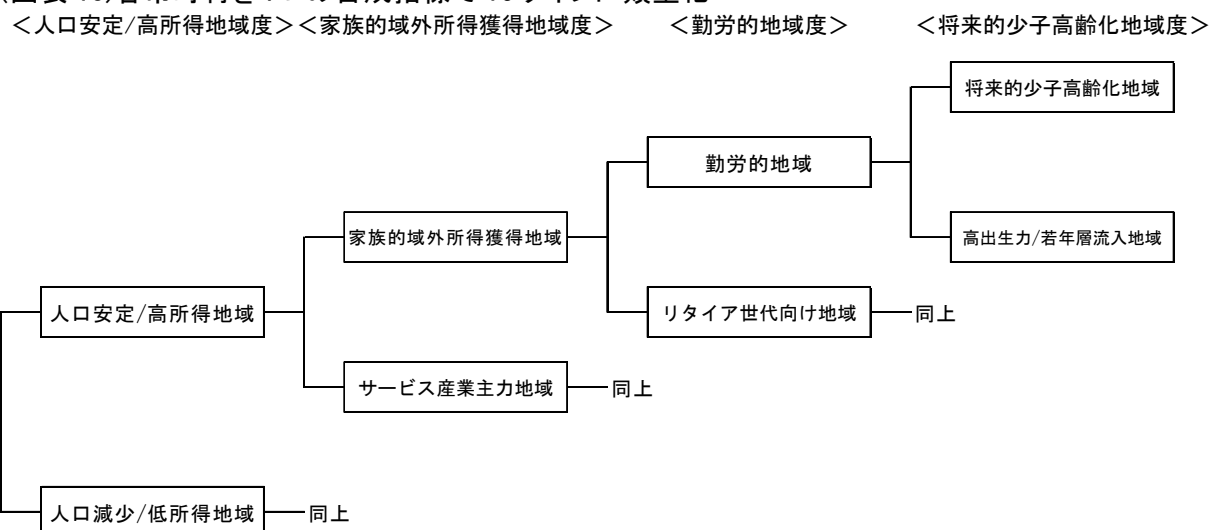 ＜人口安定/高所得地域度＞＜家族的域外所得獲得地域度＞ ＜勤労的地域度＞ ＜将来的少子高齢化地域度＞
将来的少子高齢化地域
勤労的地域
家族的域外所得獲得地域
高出生力/若年層流入地域
人口安定/高所得地域
リタイア世代向け地域
同上
サービス産業主力地域
同上
人口減少/低所得地域
同上